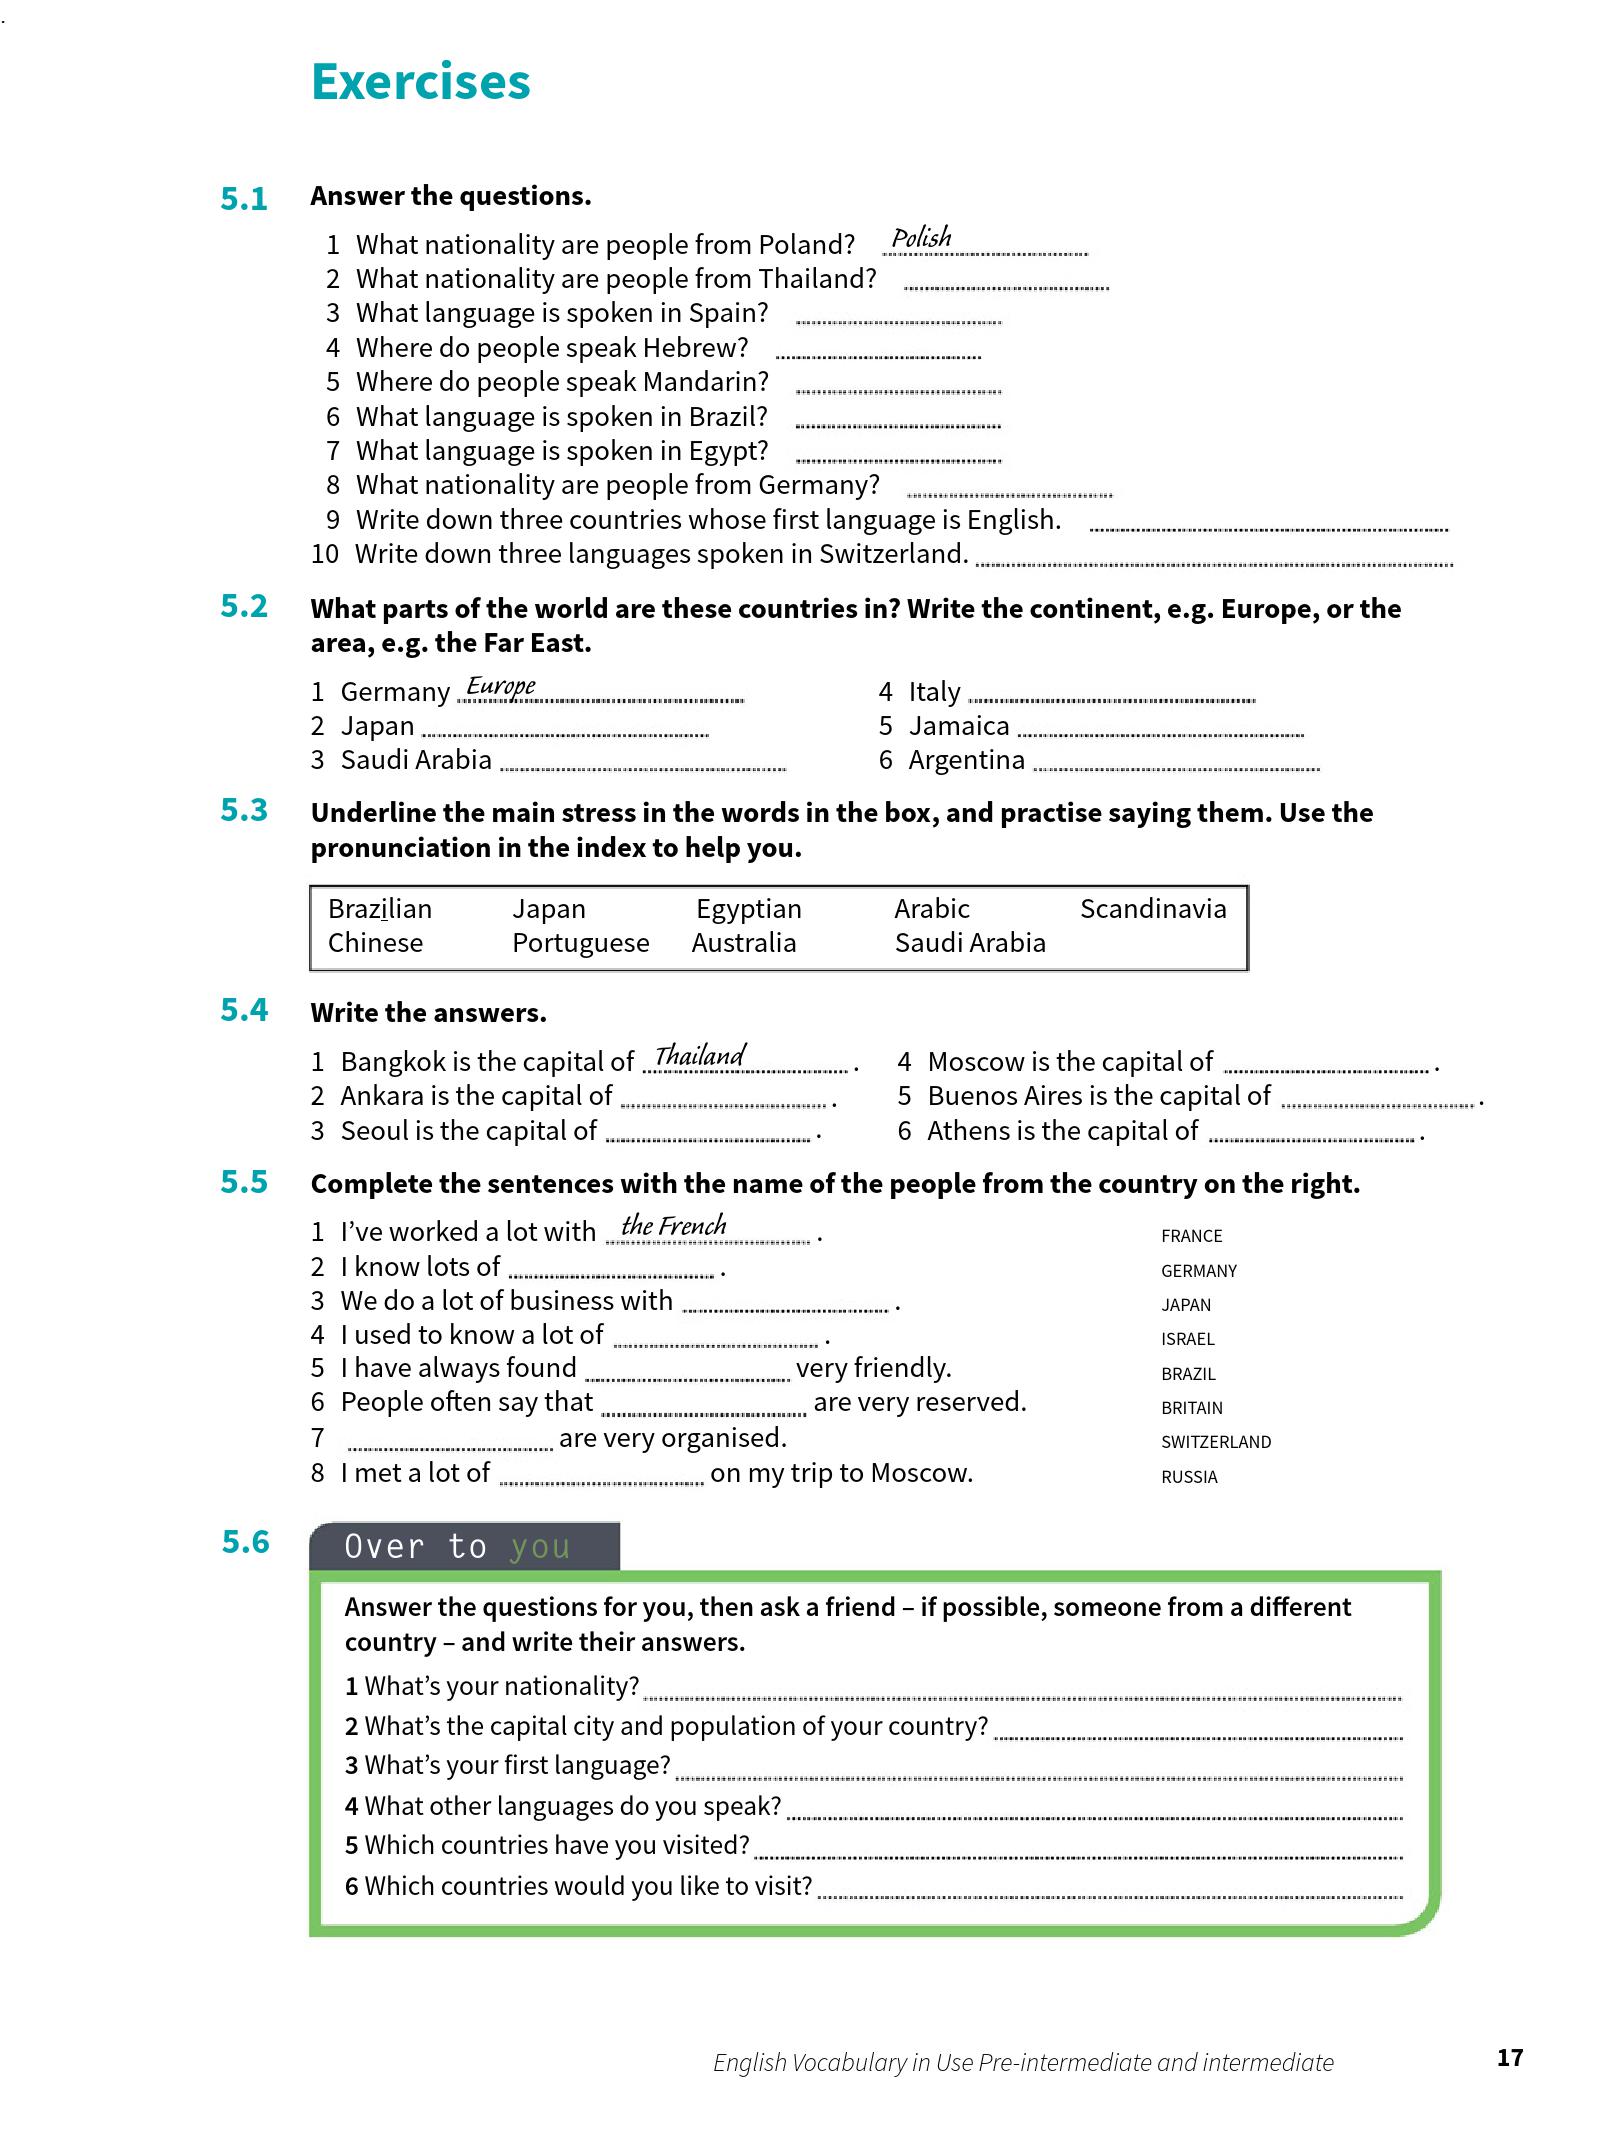 Exercises
5.1 Answer the questions.
1 What nationality are people from Poland? Polish
2 What nationality are people from Thailand?
3 What language is spoken in Spain?
4 Where do people speak Hebrew?
5 Where do people speak Mandarin?
6 What language is spoken in Brazil?
7 What language is spoken in Egypt?
8 What nationality are people from Germany?
9 Write down three countries whose first language is English.
10 Write down three languages spoken in Switzerland.
5.2 What parts of the world are these countries in? Write the continent, e.g. Europe, or the
area, e.g. the Far East.
1 Germany Europe
2 Japan
3 Saudi Arabia
4 Italy
5 Jamaica
6 Argentina
5.3 Underline the main stress in the words in the box, and practise saying them. Use the
pronunciation in the index to help you.
Brazilian Japan Egyptian Arabic Scandinavia
Chinese Portuguese Australia Saudi Arabia
5.4 Write the answers.
1 Bangkok is the capital of Thailand .
2 Ankara is the capital of .
3 Seoul is the capital of .
4 Moscow is the capital of .
5 Buenos Aires is the capital of .
6 Athens is the capital of .
5.5 Complete the sentences with the name of the people from the country on the right.
1 I've worked a lot with the French . FRANCE
2 I know lots of . GERMANY
3 We do a lot of business with . JAPAN
4 I used to know a lot of . ISRAEL
5 I have always found very friendly. BRAZIL
6 People often say that are very reserved. BRITAIN
7 are very organised. SWITZERLAND
8 I met a lot of on my trip to Moscow. RUSSIA
5.6 Over to you
Answer the questions for you, then ask a friend – if possible, someone from a different
country – and write their answers.
1 What's your nationality?
2 What's the capital city and population of your country?
3 What's your first language?
4 What other languages do you speak?
5 Which countries have you visited?
6 Which countries would you like to visit?
English Vocabulary in Use Pre-intermediate and intermediate 17